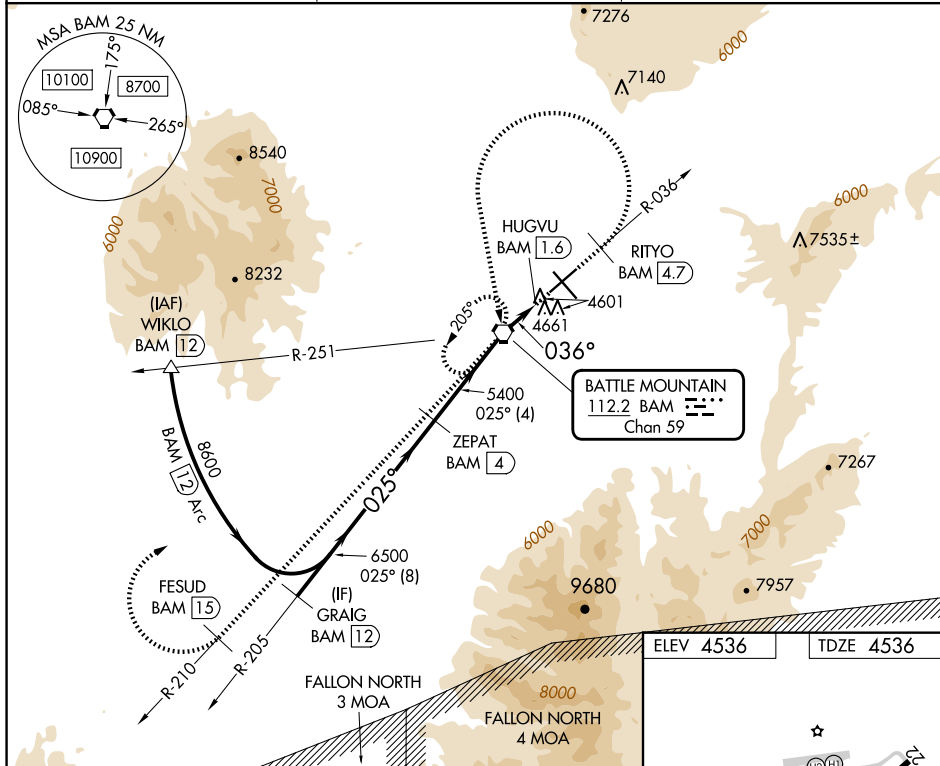 MSA BAM 25 NM
175°
10100
8700
085°
265°
10900
7276
6000
7140
8540
7000
6000
8232
R-036
6000
HUGVU
BAM 1.6
RITYO
BAM 4.7
7535±
4601
4661
(IAF)
WIKLO
BAM 12
R-251
205°
036°
5400
025° (4)
BATTLE MOUNTAIN
112.2 BAM
Chan 59
ZEPAT
BAM 4
8600
BAM 12 Arc
025°
7267
6000
7000
6500
025° (8)
FESUD
BAM 15
(IF)
GRAIG
BAM 12
9680
7957
R-210
R-205
ELEV 4536
TDZE 4536
FALLON NORTH
3 MOA
8000
FALLON NORTH
4 MOA
22